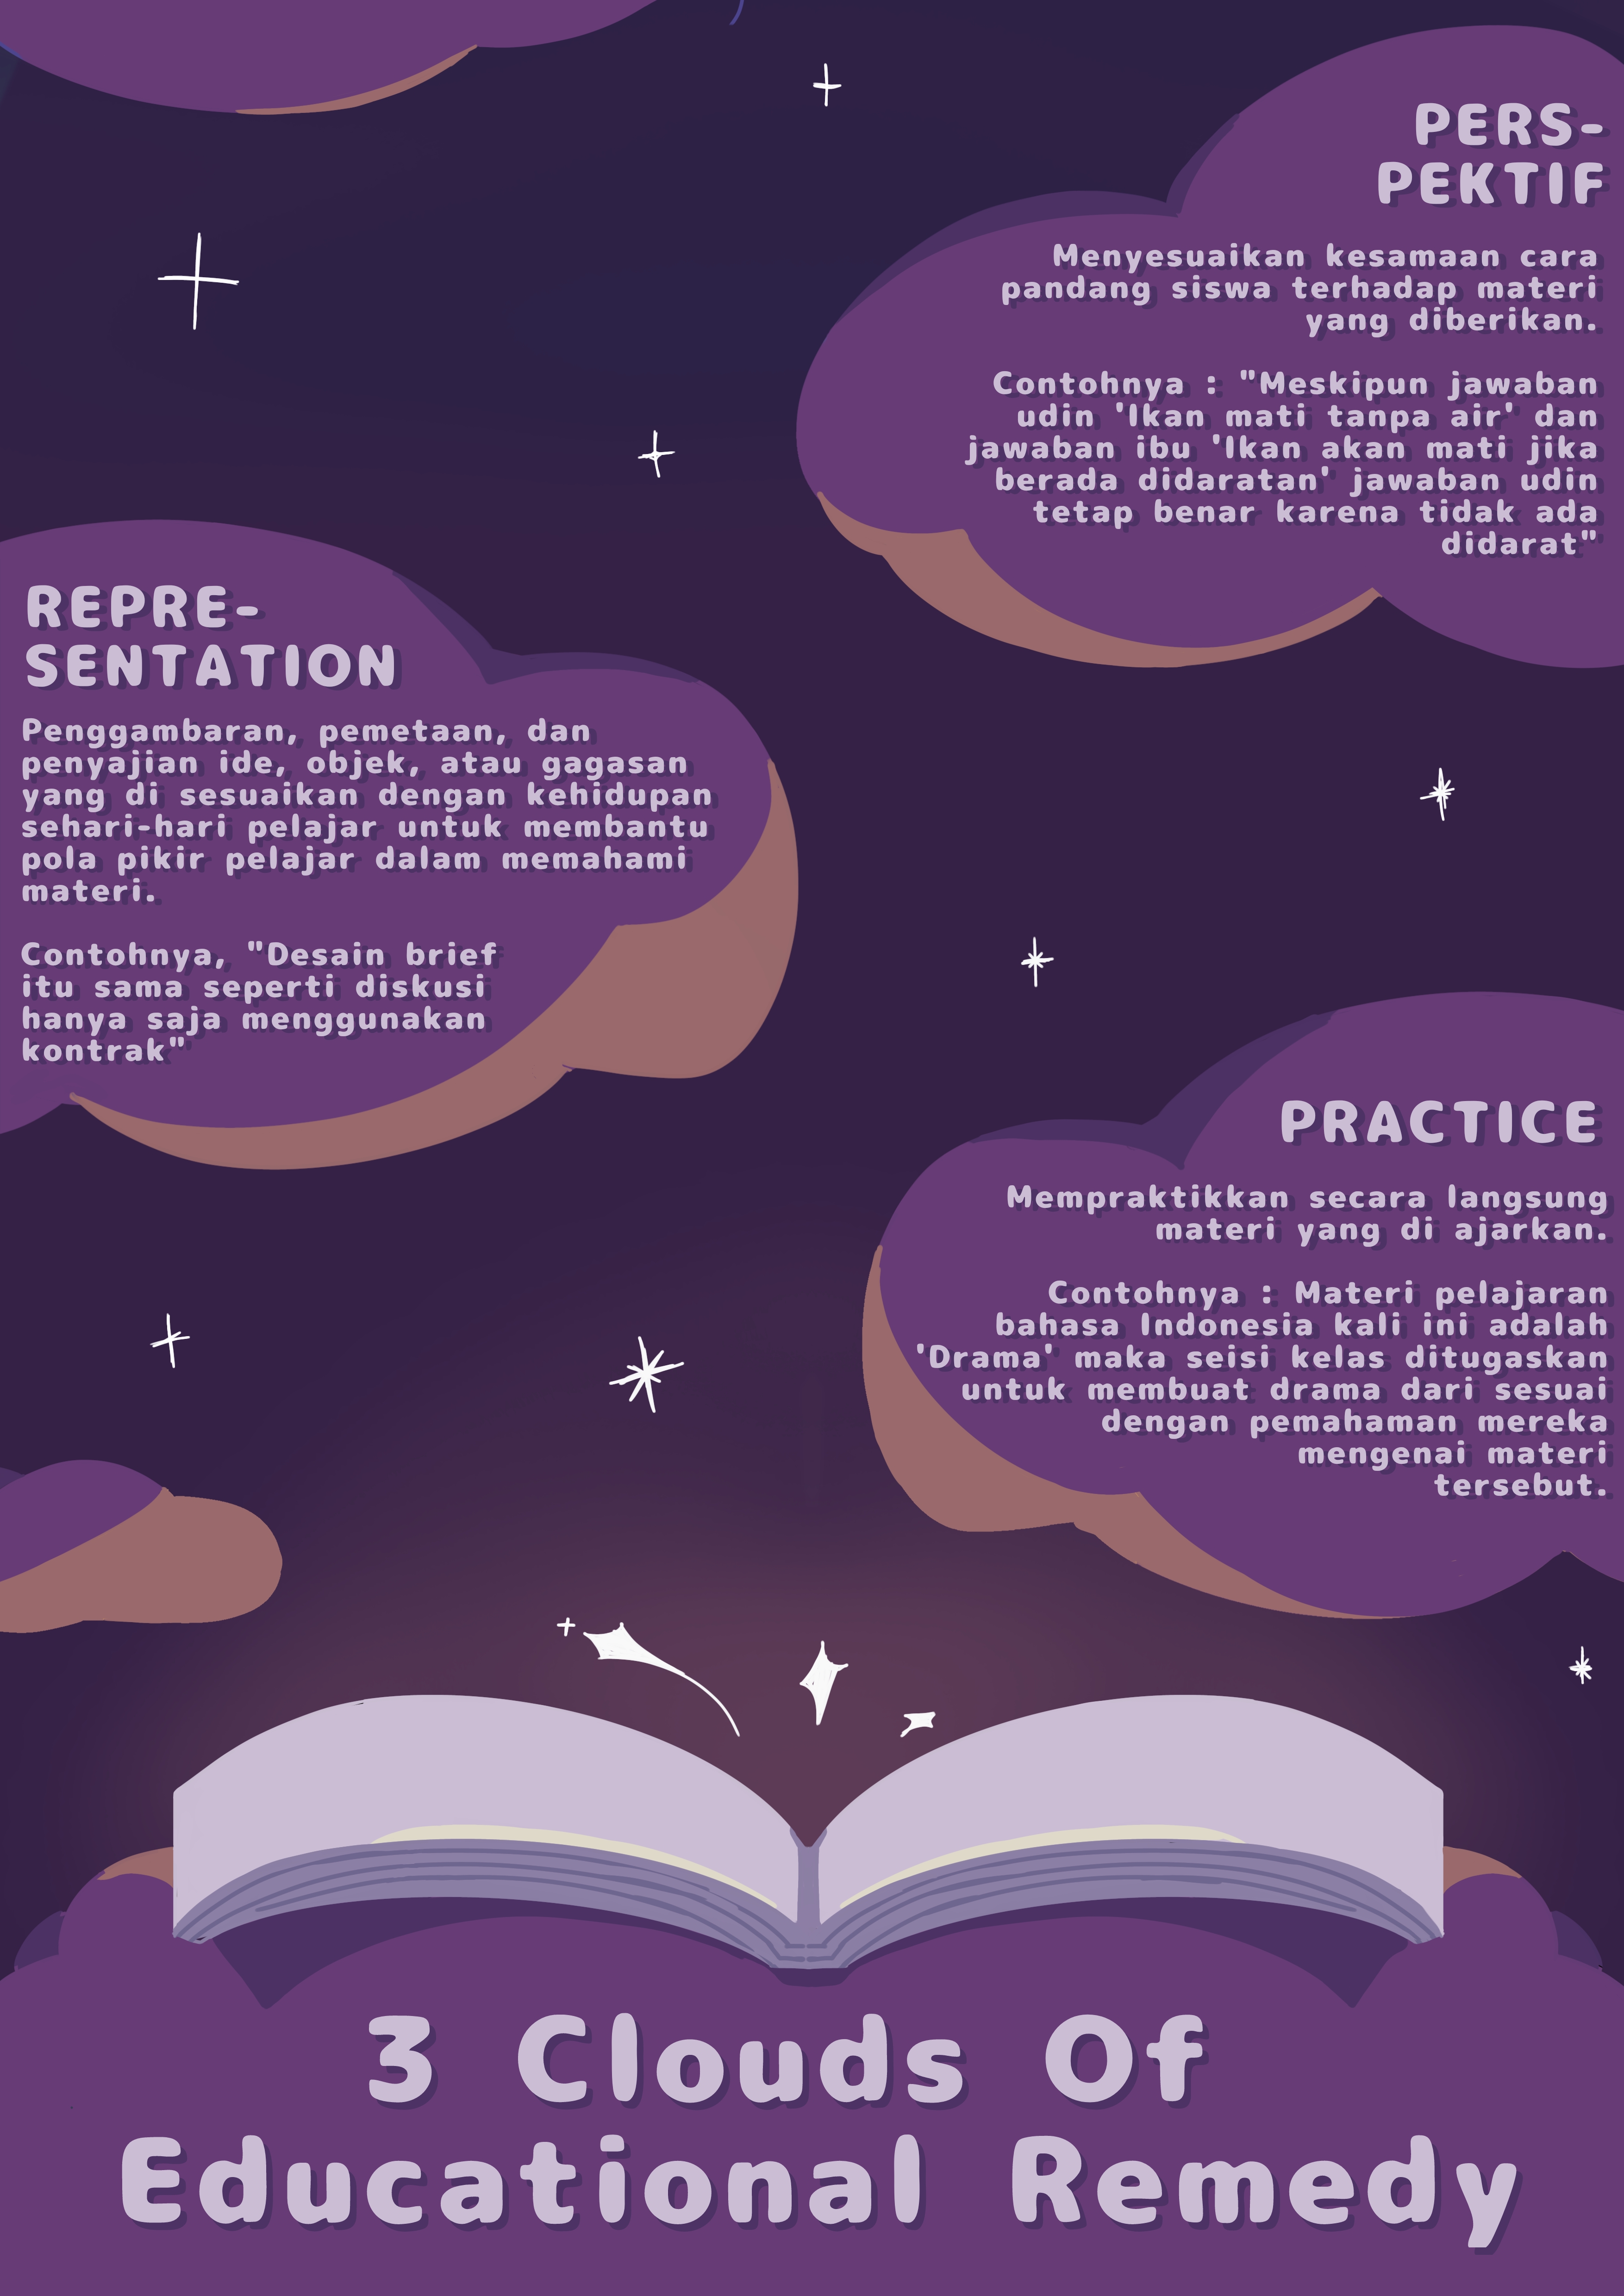 PERS-
PEKTIF
Menyesuaikan kesamaan cara
pandang siswa terhadap materi
yang diberikan.
Contohnya : "Meskipun jawaban
udin 'Ikan mati tanpa air' dan
jawaban ibu 'Ikan akan mati jika
berada didaratan' jawaban udin
tetap benar karena tidak ada
didarat"
REPRE-
SENTATION
Penggambaran, pemetaan, dan
penyajian ide, objek, atau gagasan
yang di sesuaikan dengan kehidupan
sehari-hari pelajar untuk membantu
pola pikir pelajar dalam memahami
materi.
Contohnya, "Desain brief
itu sama seperti diskusi
hanya saja menggunakan
kontrak"
PRACTICE
Mempraktikkan secara langsung
materi yang di ajarkan.
Contohnya : Materi pelajaran
bahasa Indonesia kali ini adalah
'Drama' maka seisi kelas ditugaskan
untuk membuat drama dari sesuai
dengan pemahaman mereka
mengenai materi
tersebut.
3 Clouds Of
Educational Remedy